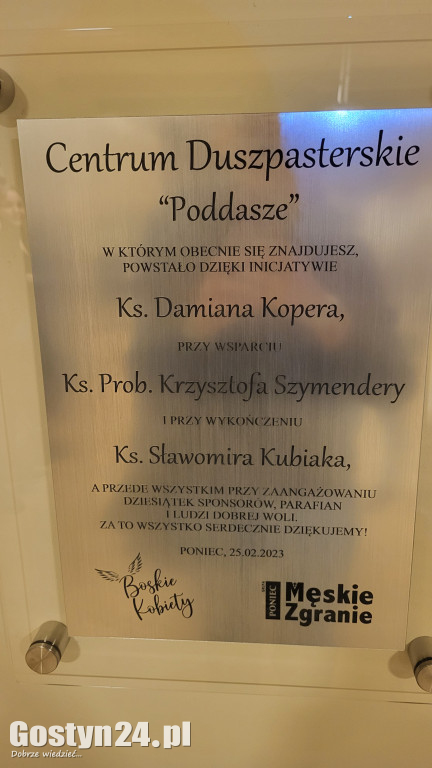 Centrum Duszpasterskie
“Poddasze”
W KTÓRYM OBECNIE SIĘ ZNAJDUJESZ,
POWSTAŁO DZIĘKI INICJATYWIE
Ks. Damiana Kopera,
PRZY WSPARCIU
Ks. Prob. Krzysztofa Szymendery
I PRZY WYKOŃCZENIU
Ks. Sławomira Kubiaka,
A PRZEDE WSZYSTKIM PRZY ZAANGAŻOWANIU
DZIESIĄTEK SPONSORÓW, PARAFIAN
I LUDZI DOBREJ WOLI.
ZA TO WSZYSTKO SERDECZNIE DZIĘKUJEMY!
PONIEC, 25.02.2023
Boskie
Kobiety
PONIEC
Męskie
Zgranie
Gostyn24.pl
Dobrze wiedzieć...